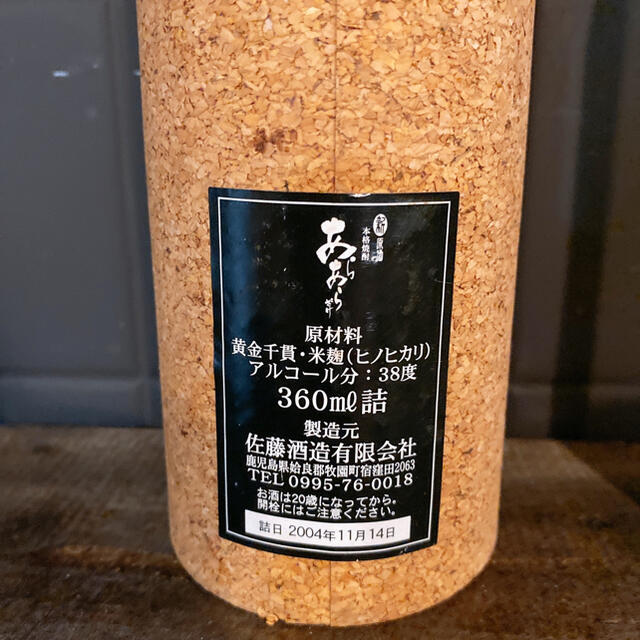 原酒
本格焼酎
あらあら
原材料
黄金千貫・米麹(ヒノヒカリ)
アルコール分:38度
360㎖詰
製造元
佐藤酒造有限会社
鹿児島県姶良郡牧園町宿窪田2063
TEL 0995-76-0018
お酒は20歳になってから。
開栓にはご注意ください。
詰日 2004年11月14日